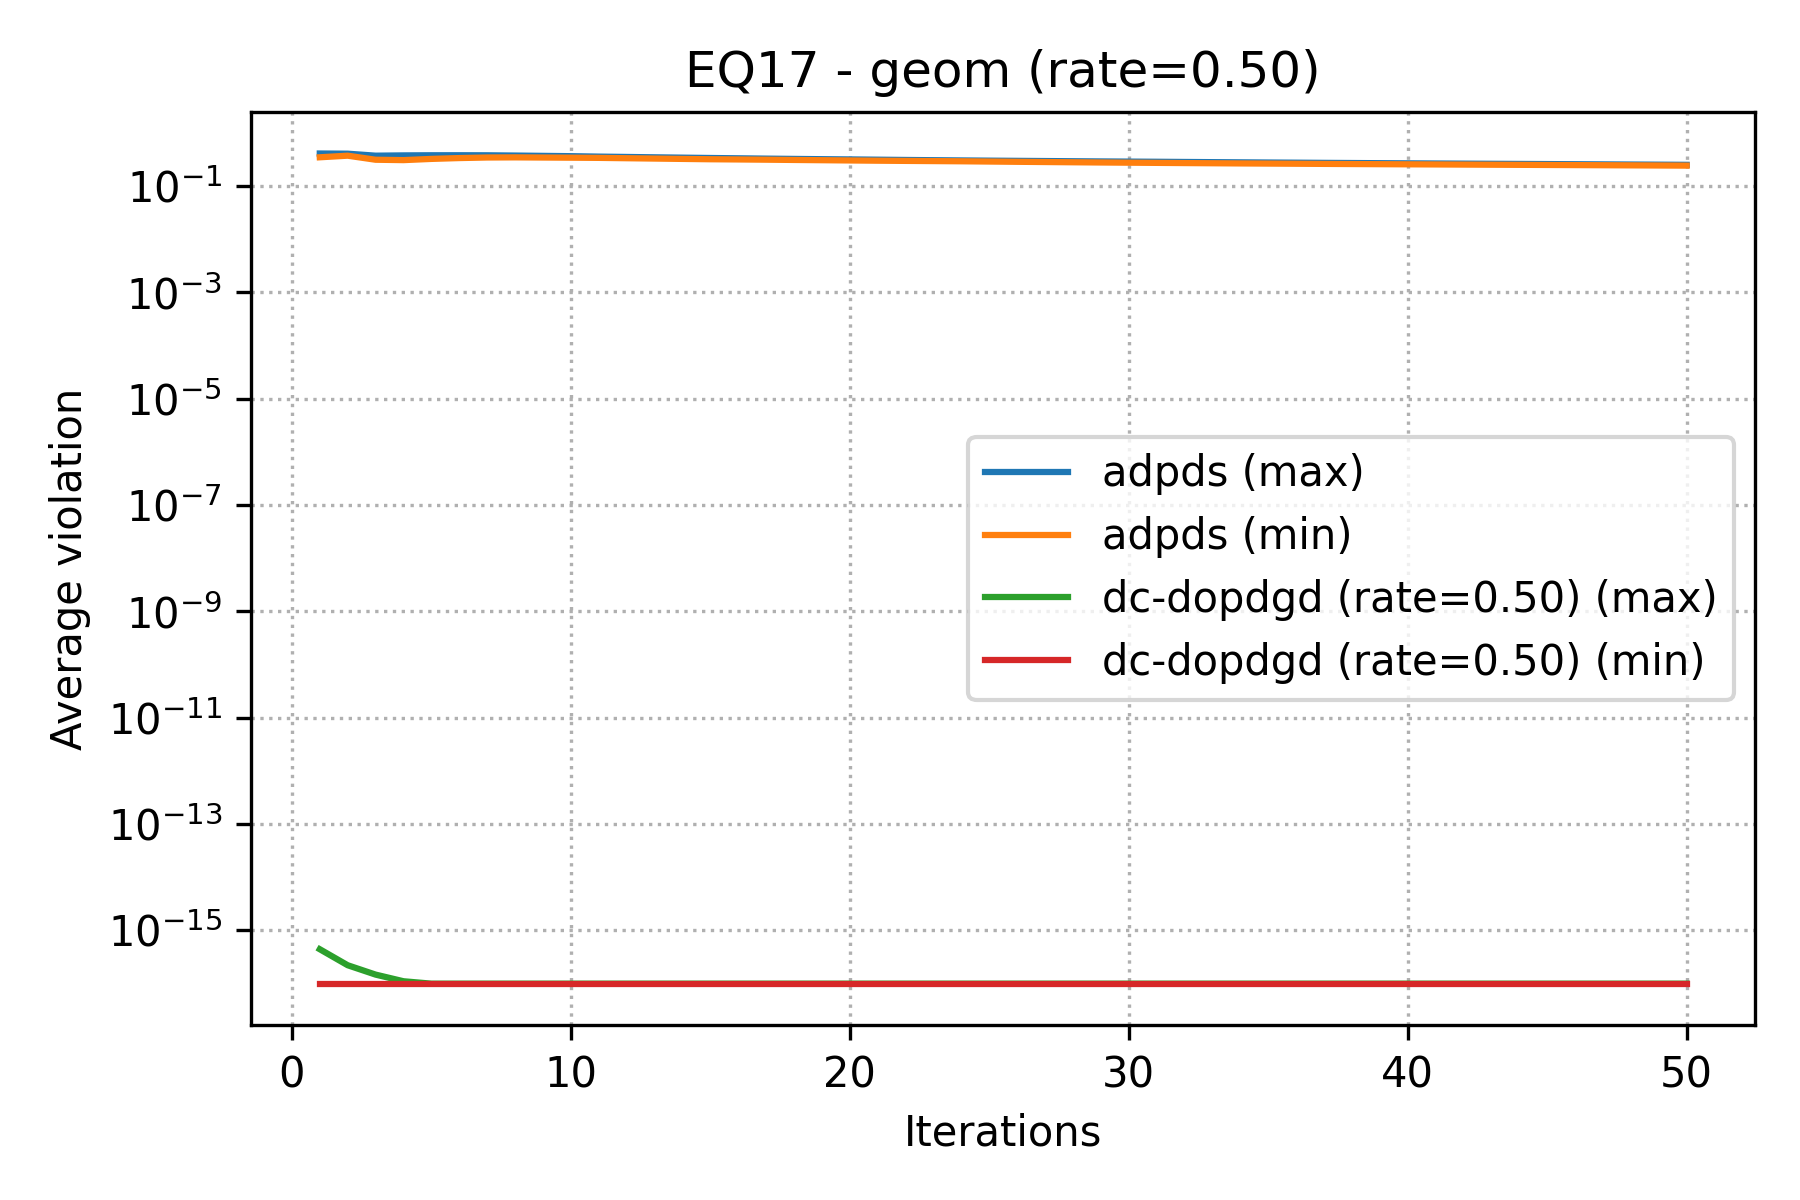 EQ17 - geom (rate=0.50)
Average violation
10⁻¹
10⁻³
10⁻⁵
10⁻⁷
10⁻⁹
10⁻¹¹
10⁻¹³
10⁻¹⁵
adpds (max)
adpds (min)
dc-dopdgd (rate=0.50) (max)
dc-dopdgd (rate=0.50) (min)
0 10 20 30 40 50
Iterations